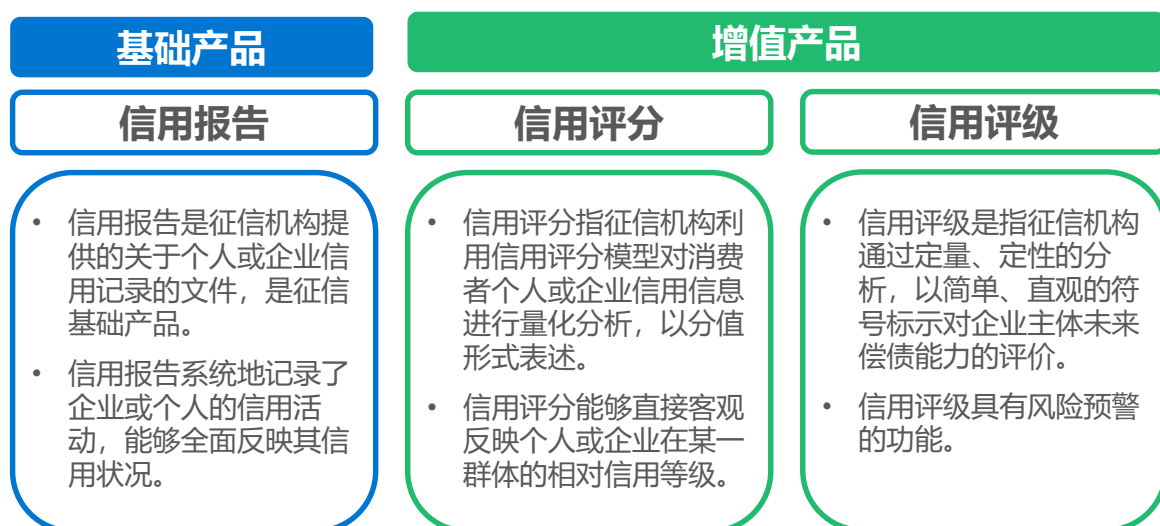 基础产品
增值产品
信用报告
信用评分
信用评级
• 信用报告是征信机构提
供的关于个人或企业信
用记录的文件，是征信
基础产品。
• 信用报告系统地记录了
企业或个人的信用活
动，能够全面反映其信
用状况。
• 信用评分指征信机构利
用信用评分模型对消费
者个人或企业信用信息
进行量化分析，以分值
形式表述。
• 信用评分能够直接客观
反映个人或企业在某一
群体的相对信用等级。
• 信用评级是指征信机构
通过定量、定性的分
析，以简单、直观的符
号标示对企业主体未来
偿债能力的评价。
• 信用评级具有风险预警
的功能。